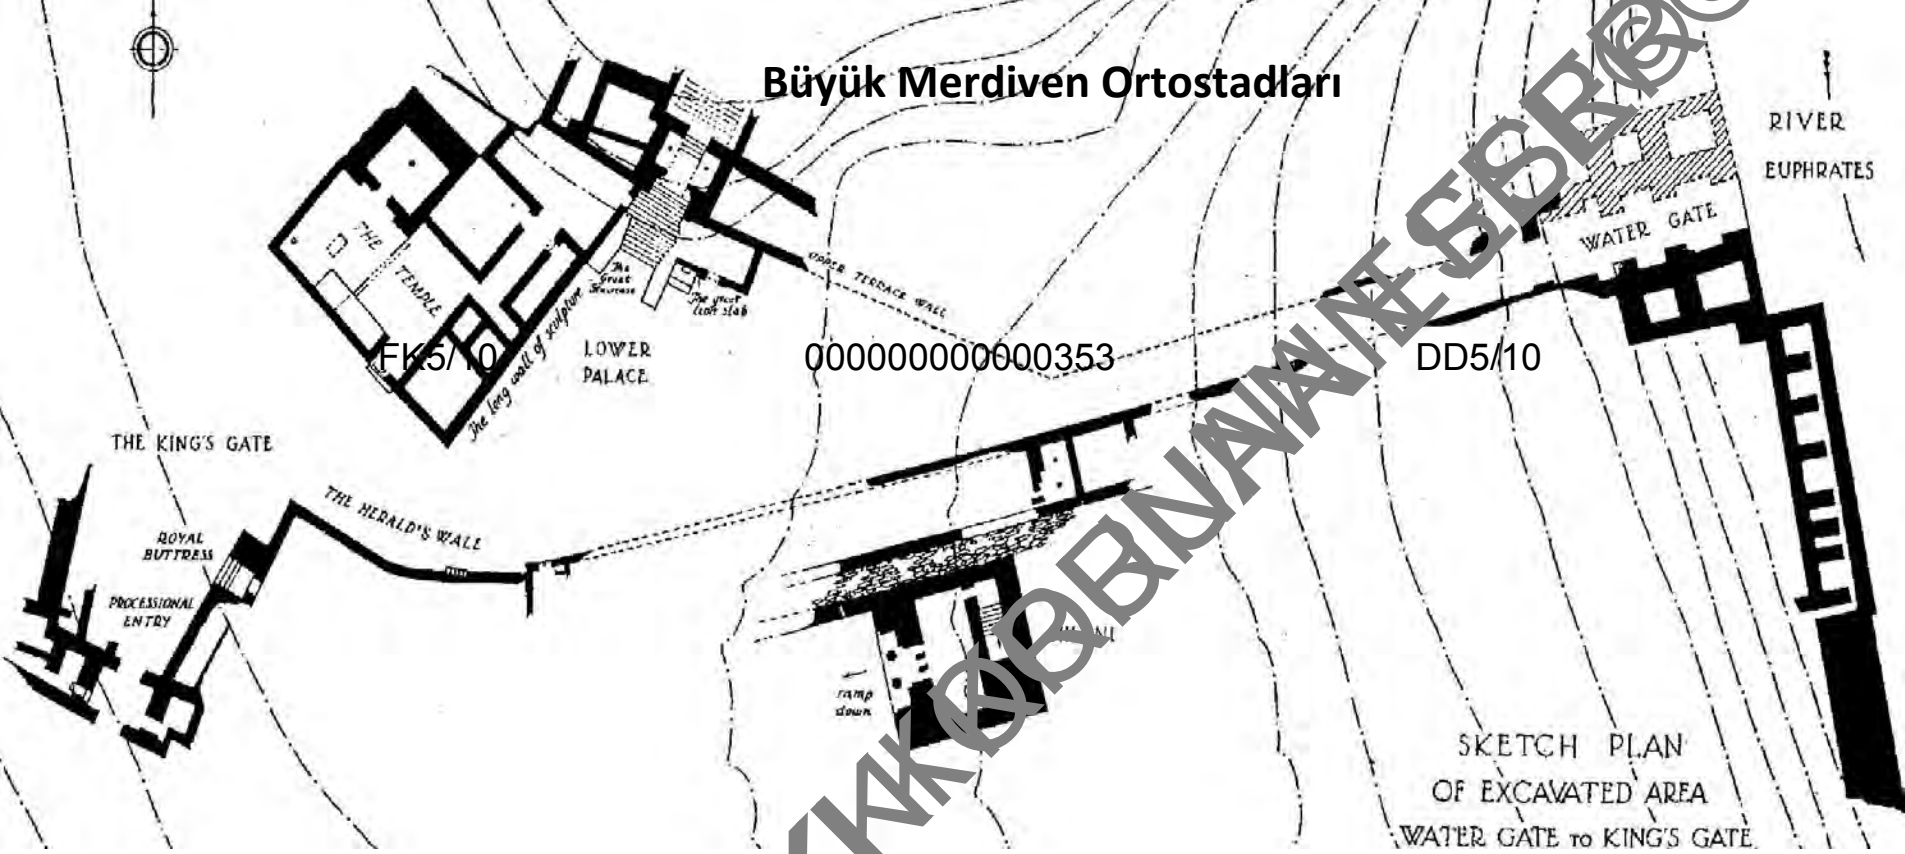 Büyük Merdiven Ortostadları
RIVER
EUPHRATES
WATER GATE
THE
TEMPLE
The
Great
Staircase
The great
lion slab
UPPER TERRACE WALL
The long wall of sculpture
LOWER
PALACE
FK5/10
000000000000353
DD5/10
THE KING'S GATE
THE HERALD'S WALL
ROYAL
BUTTRESS
PROCESSIONAL
ENTRY
ramp
down
SKETCH PLAN
OF EXCAVATED AREA
WATER GATE TO KING'S GATE